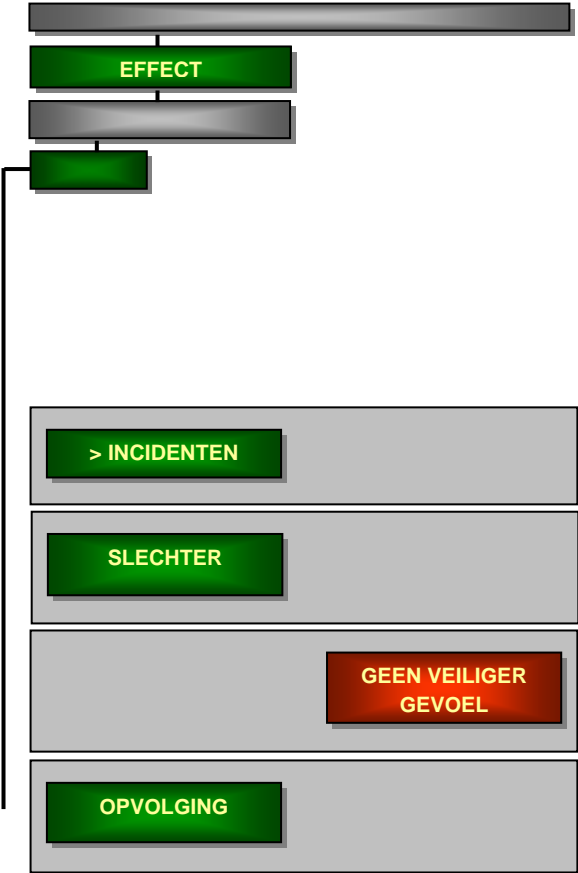 EFFECT
> INCIDENTEN
SLECHTER
GEEN VEILIGER
GEVOEL
OPVOLGING